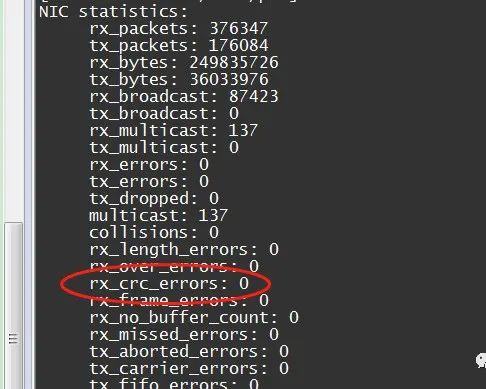 NIC statistics:
rx_packets: 376347
tx_packets: 176084
rx_bytes: 249835726
tx_bytes: 36033976
rx_broadcast: 87423
tx_broadcast: 0
rx_multicast: 137
tx_multicast: 0
rx_errors: 0
tx_errors: 0
tx_dropped: 0
multicast: 137
collisions: 0
rx_length_errors: 0
rx_over_errors: 0
rx_crc_errors: 0
rx_frame_errors: 0
rx_no_buffer_count: 0
rx_missed_errors: 0
tx_aborted_errors: 0
tx_carrier_errors: 0
tx_fifo_errors: 0